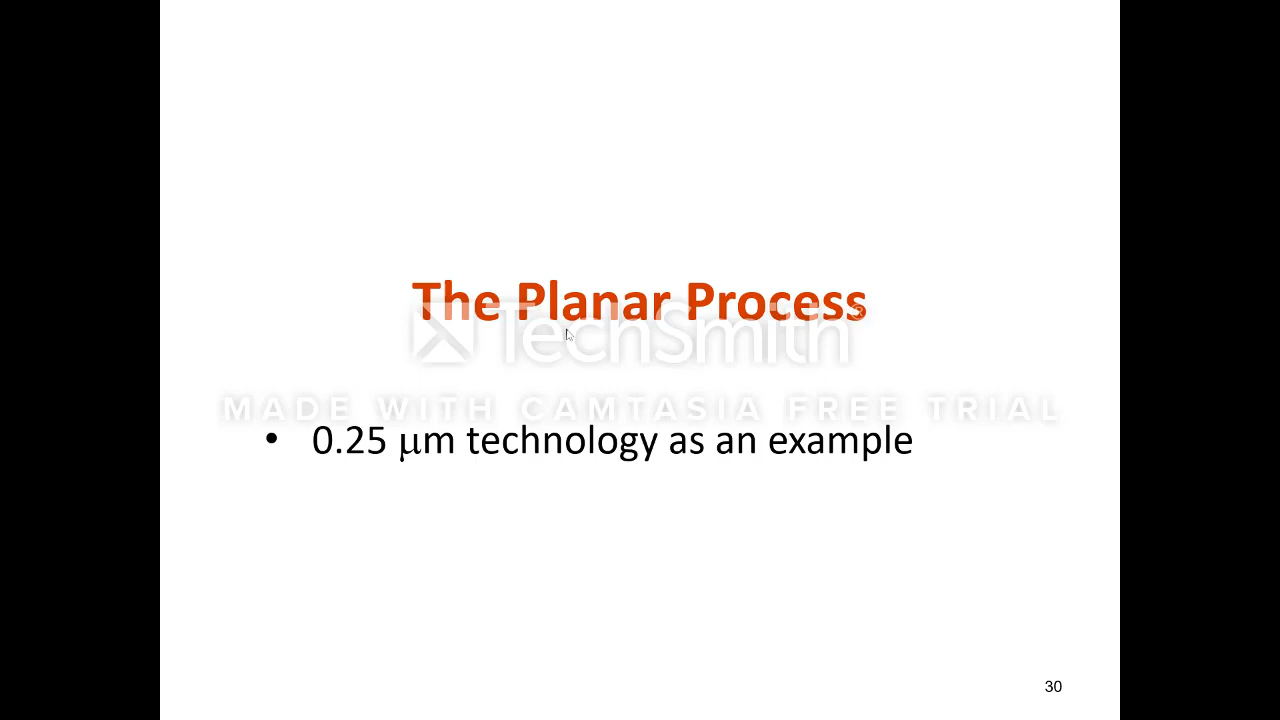 The Planar Process
TechSmith®
MADE WITH CAMTASIA FREE TRIAL
• 0.25 μm technology as an example
30